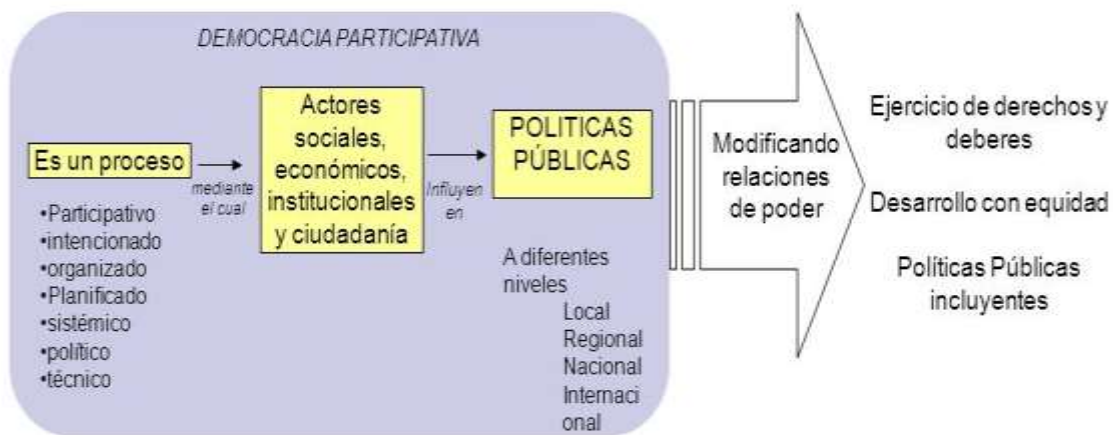 DEMOCRACIA PARTICIPATIVA
Es un proceso
•Participativo
•intencionado
•organizado
•Planificado
•sistémico
•político
•técnico
mediante
el cual
Actores
sociales,
económicos,
institucionales
y ciudadanía
Influyen
en
POLITICAS
PÚBLICAS
A diferentes
niveles
Local
Regional
Nacional
Internaci
onal
Modificando
relaciones
de poder
Ejercicio de derechos y
deberes
Desarrollo con equidad
Políticas Públicas
incluyentes